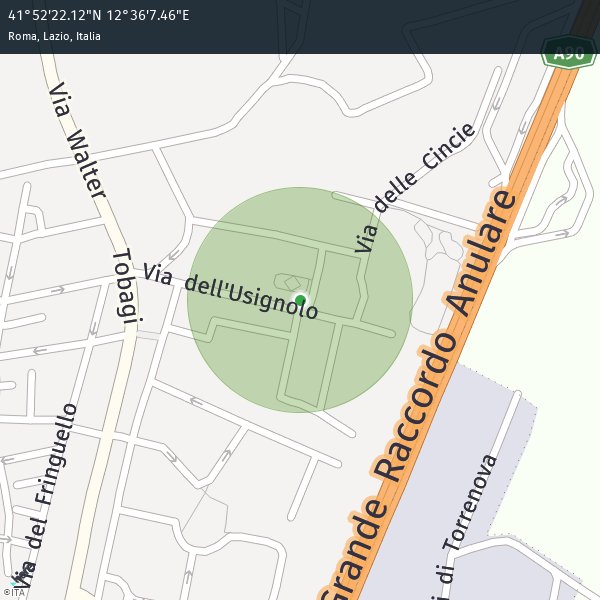 41°52'22.12"N 12°36'7.46"E
Roma, Lazio, Italia
A90
Via Walter Tobagi
Via delle Cincie
Via dell'Usignolo
Grande Raccordo Anulare
Via del Fringuello
i di Torrenova
©ITA